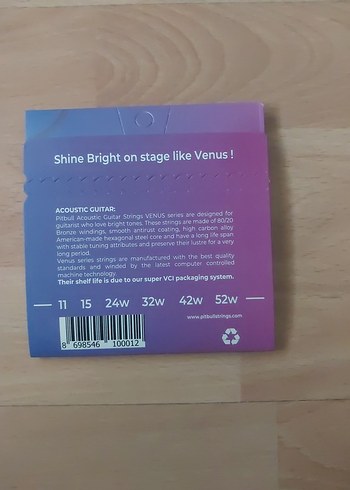 Shine Bright on stage like Venus !
ACOUSTIC GUITAR:
Pitbull Acoustic Guitar Strings VENUS series are designed for
guitarist who love bright tones. These strings are made of 80/20
Bronze windings, smooth antirust coating, high carbon alloy
American-made hexagonal steel core and have a long life span
with stable tuning attributes and preserve their lustre for a very
long period.
Venus series strings are manufactured with the best quality
standards and winded by the latest computer controlled
machine technology.
Their shelf life is due to our super VCI packaging system.
11 15 24w 32w 42w 52w
www.pitbullstrings.com
8 698546 100012